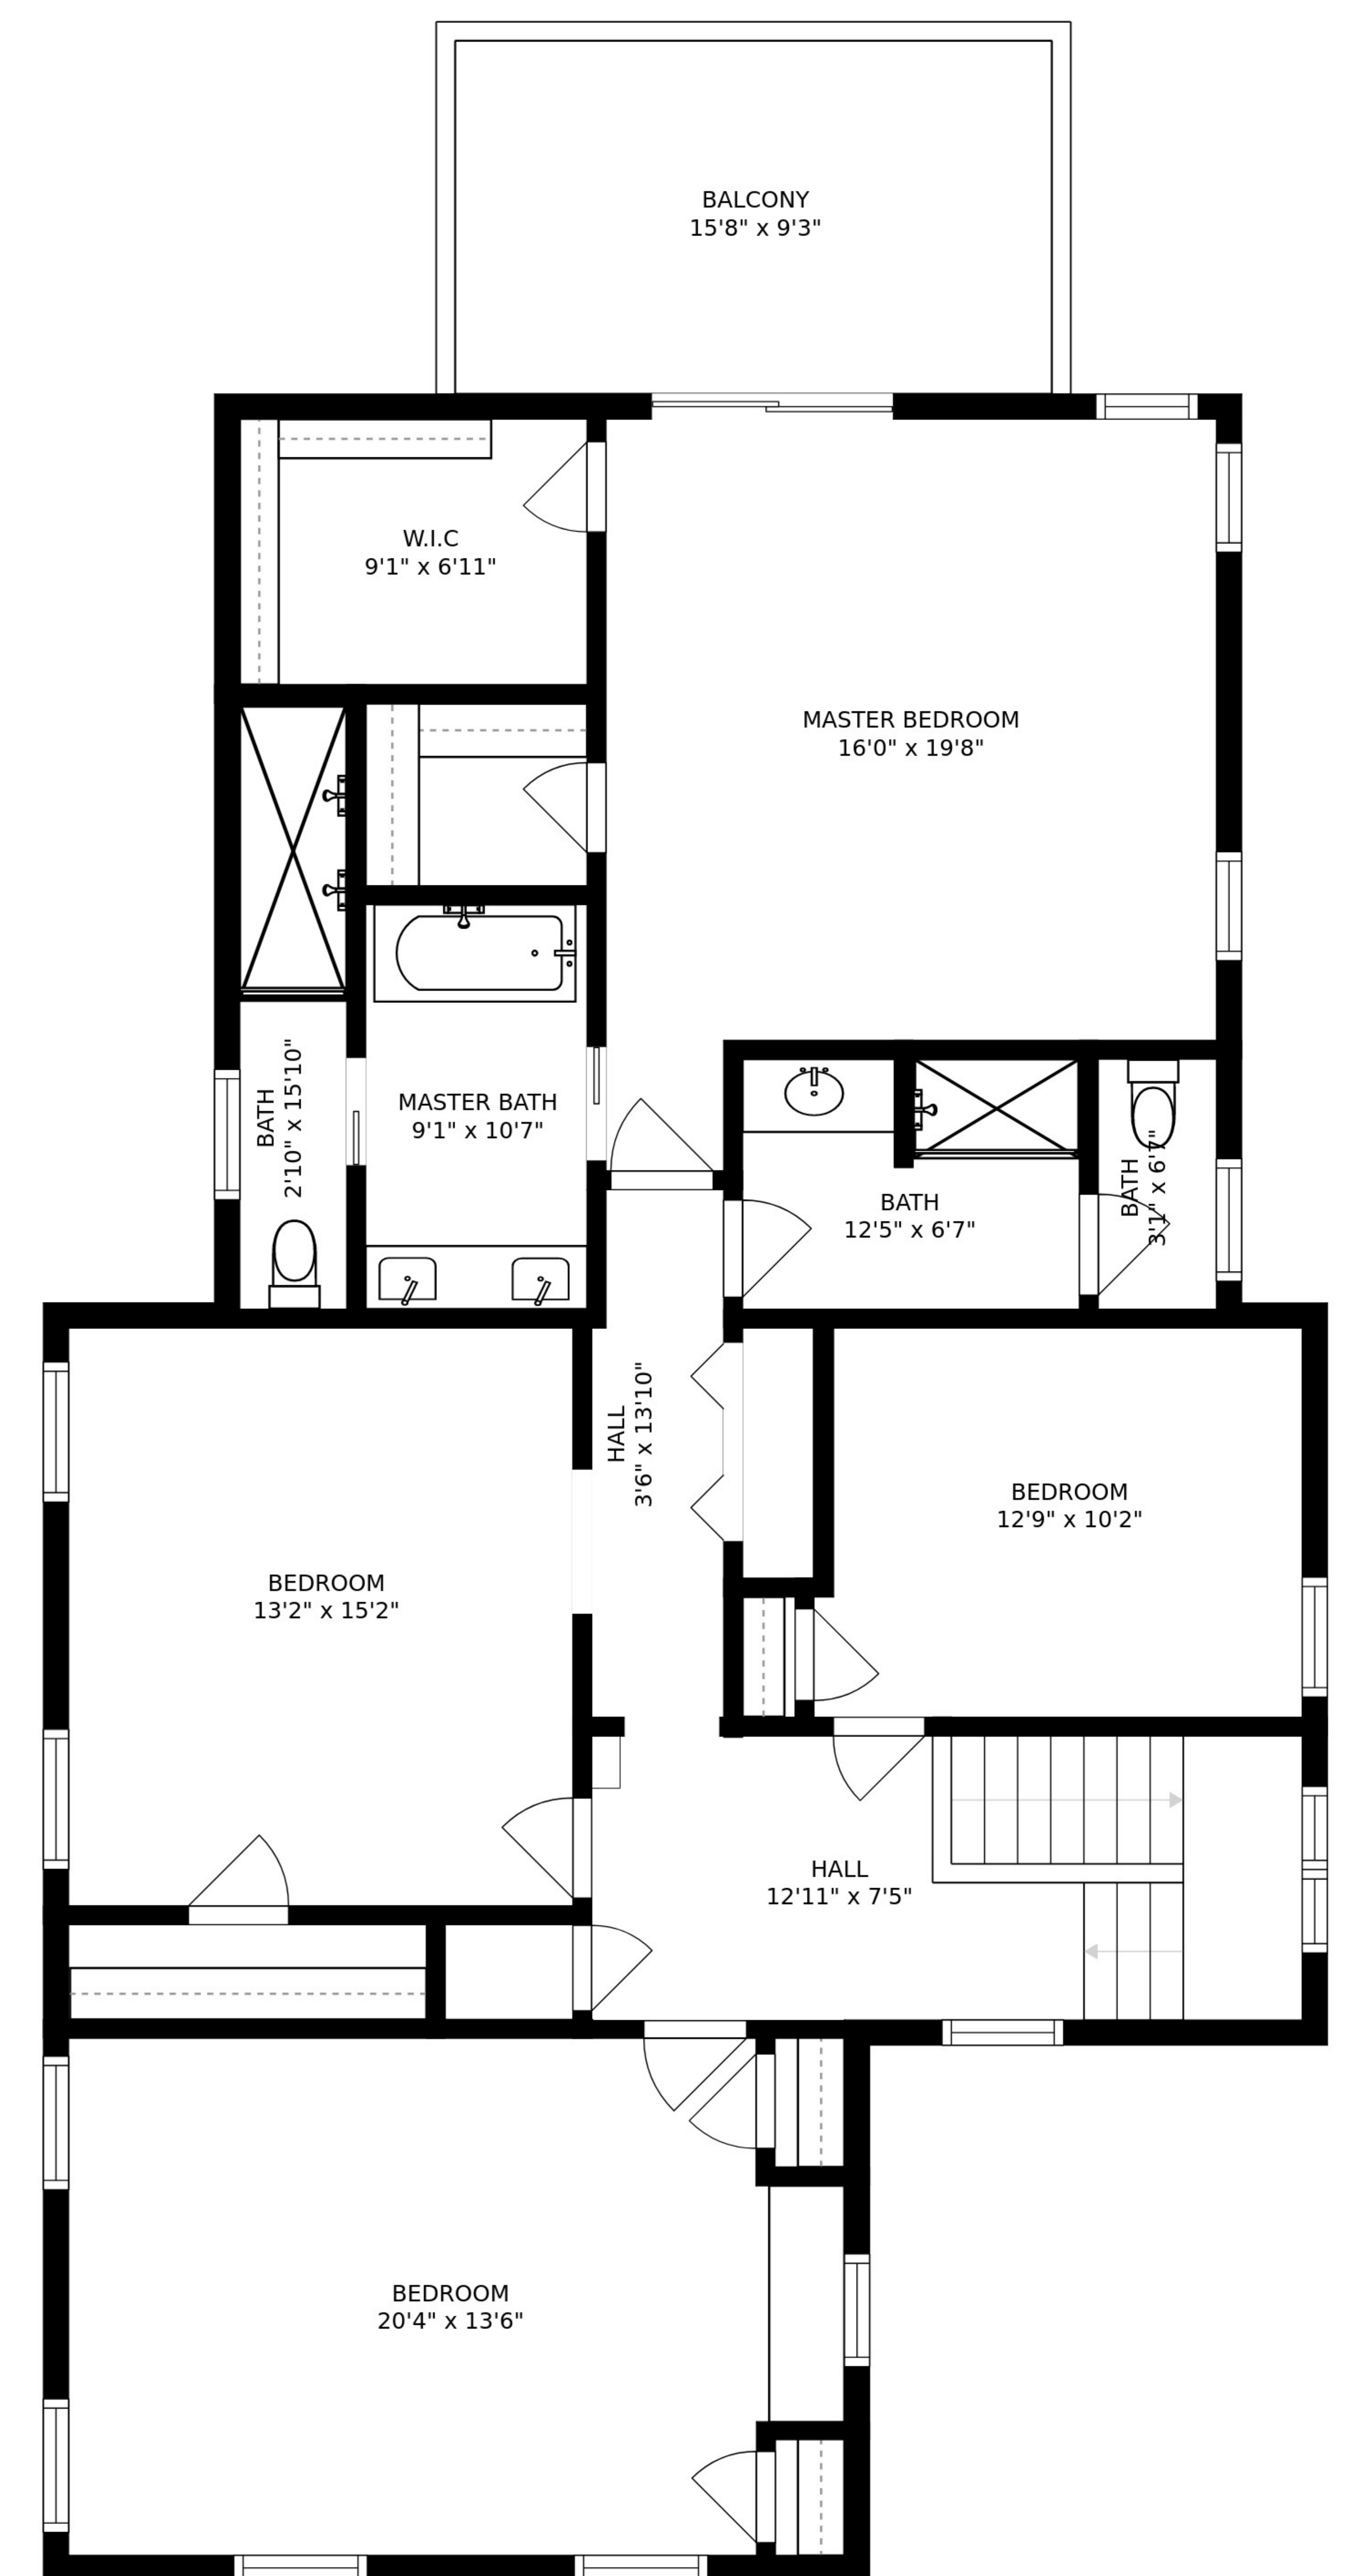 BALCONY
15'8" x 9'3"
W.I.C
9'1" x 6'11"
MASTER BEDROOM
16'0" x 19'8"
BATH
2'10" x 15'10"
MASTER BATH
9'1" x 10'7"
BATH
12'5" x 6'7"
BATH
3'1" x 6'7"
HALL
3'6" x 13'10"
BEDROOM
12'9" x 10'2"
BEDROOM
13'2" x 15'2"
HALL
12'11" x 7'5"
BEDROOM
20'4" x 13'6"